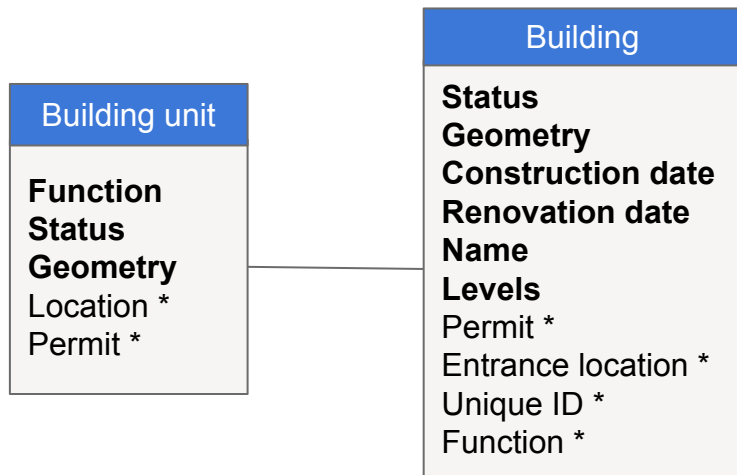 Building unit
Function
Status
Geometry
Location *
Permit *
Building
Status
Geometry
Construction date
Renovation date
Name
Levels
Permit *
Entrance location *
Unique ID *
Function *